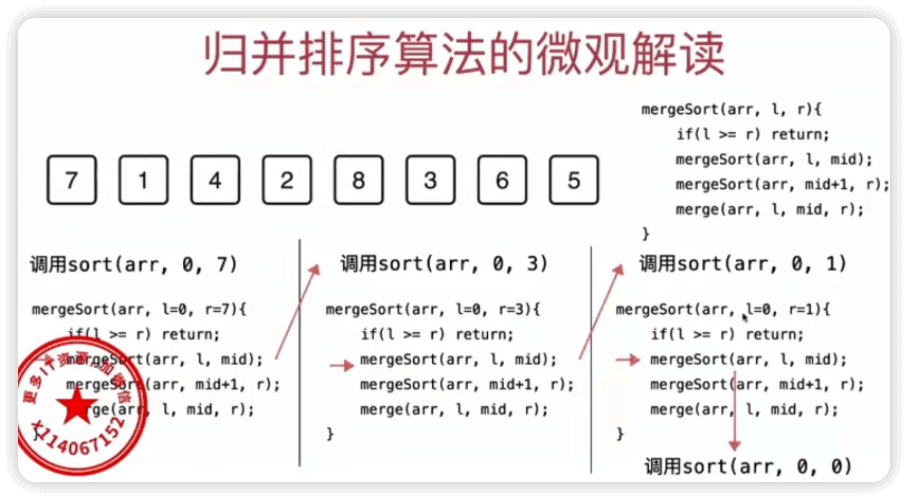 归并排序算法的微观解读
mergeSort(arr, l, r){
if(l >= r) return;
mergeSort(arr, l, mid);
mergeSort(arr, mid+1, r);
merge(arr, l, mid, r);
}
7 1 4 2 8 3 6 5
调用sort(arr, 0, 7)
mergeSort(arr, l=0, r=7){
if(l >= r) return;
mergeSort(arr, l, mid);
mergeSort(arr, mid+1, r);
merge(arr, l, mid, r);
}
调用sort(arr, 0, 3)
mergeSort(arr, l=0, r=3){
if(l >= r) return;
mergeSort(arr, l, mid);
mergeSort(arr, mid+1, r);
merge(arr, l, mid, r);
}
调用sort(arr, 0, 1)
mergeSort(arr, l=0, r=1){
if(l >= r) return;
mergeSort(arr, l, mid);
mergeSort(arr, mid+1, r);
merge(arr, l, mid, r);
}
调用sort(arr, 0, 0)
更多IT资源,加微信
x114067152